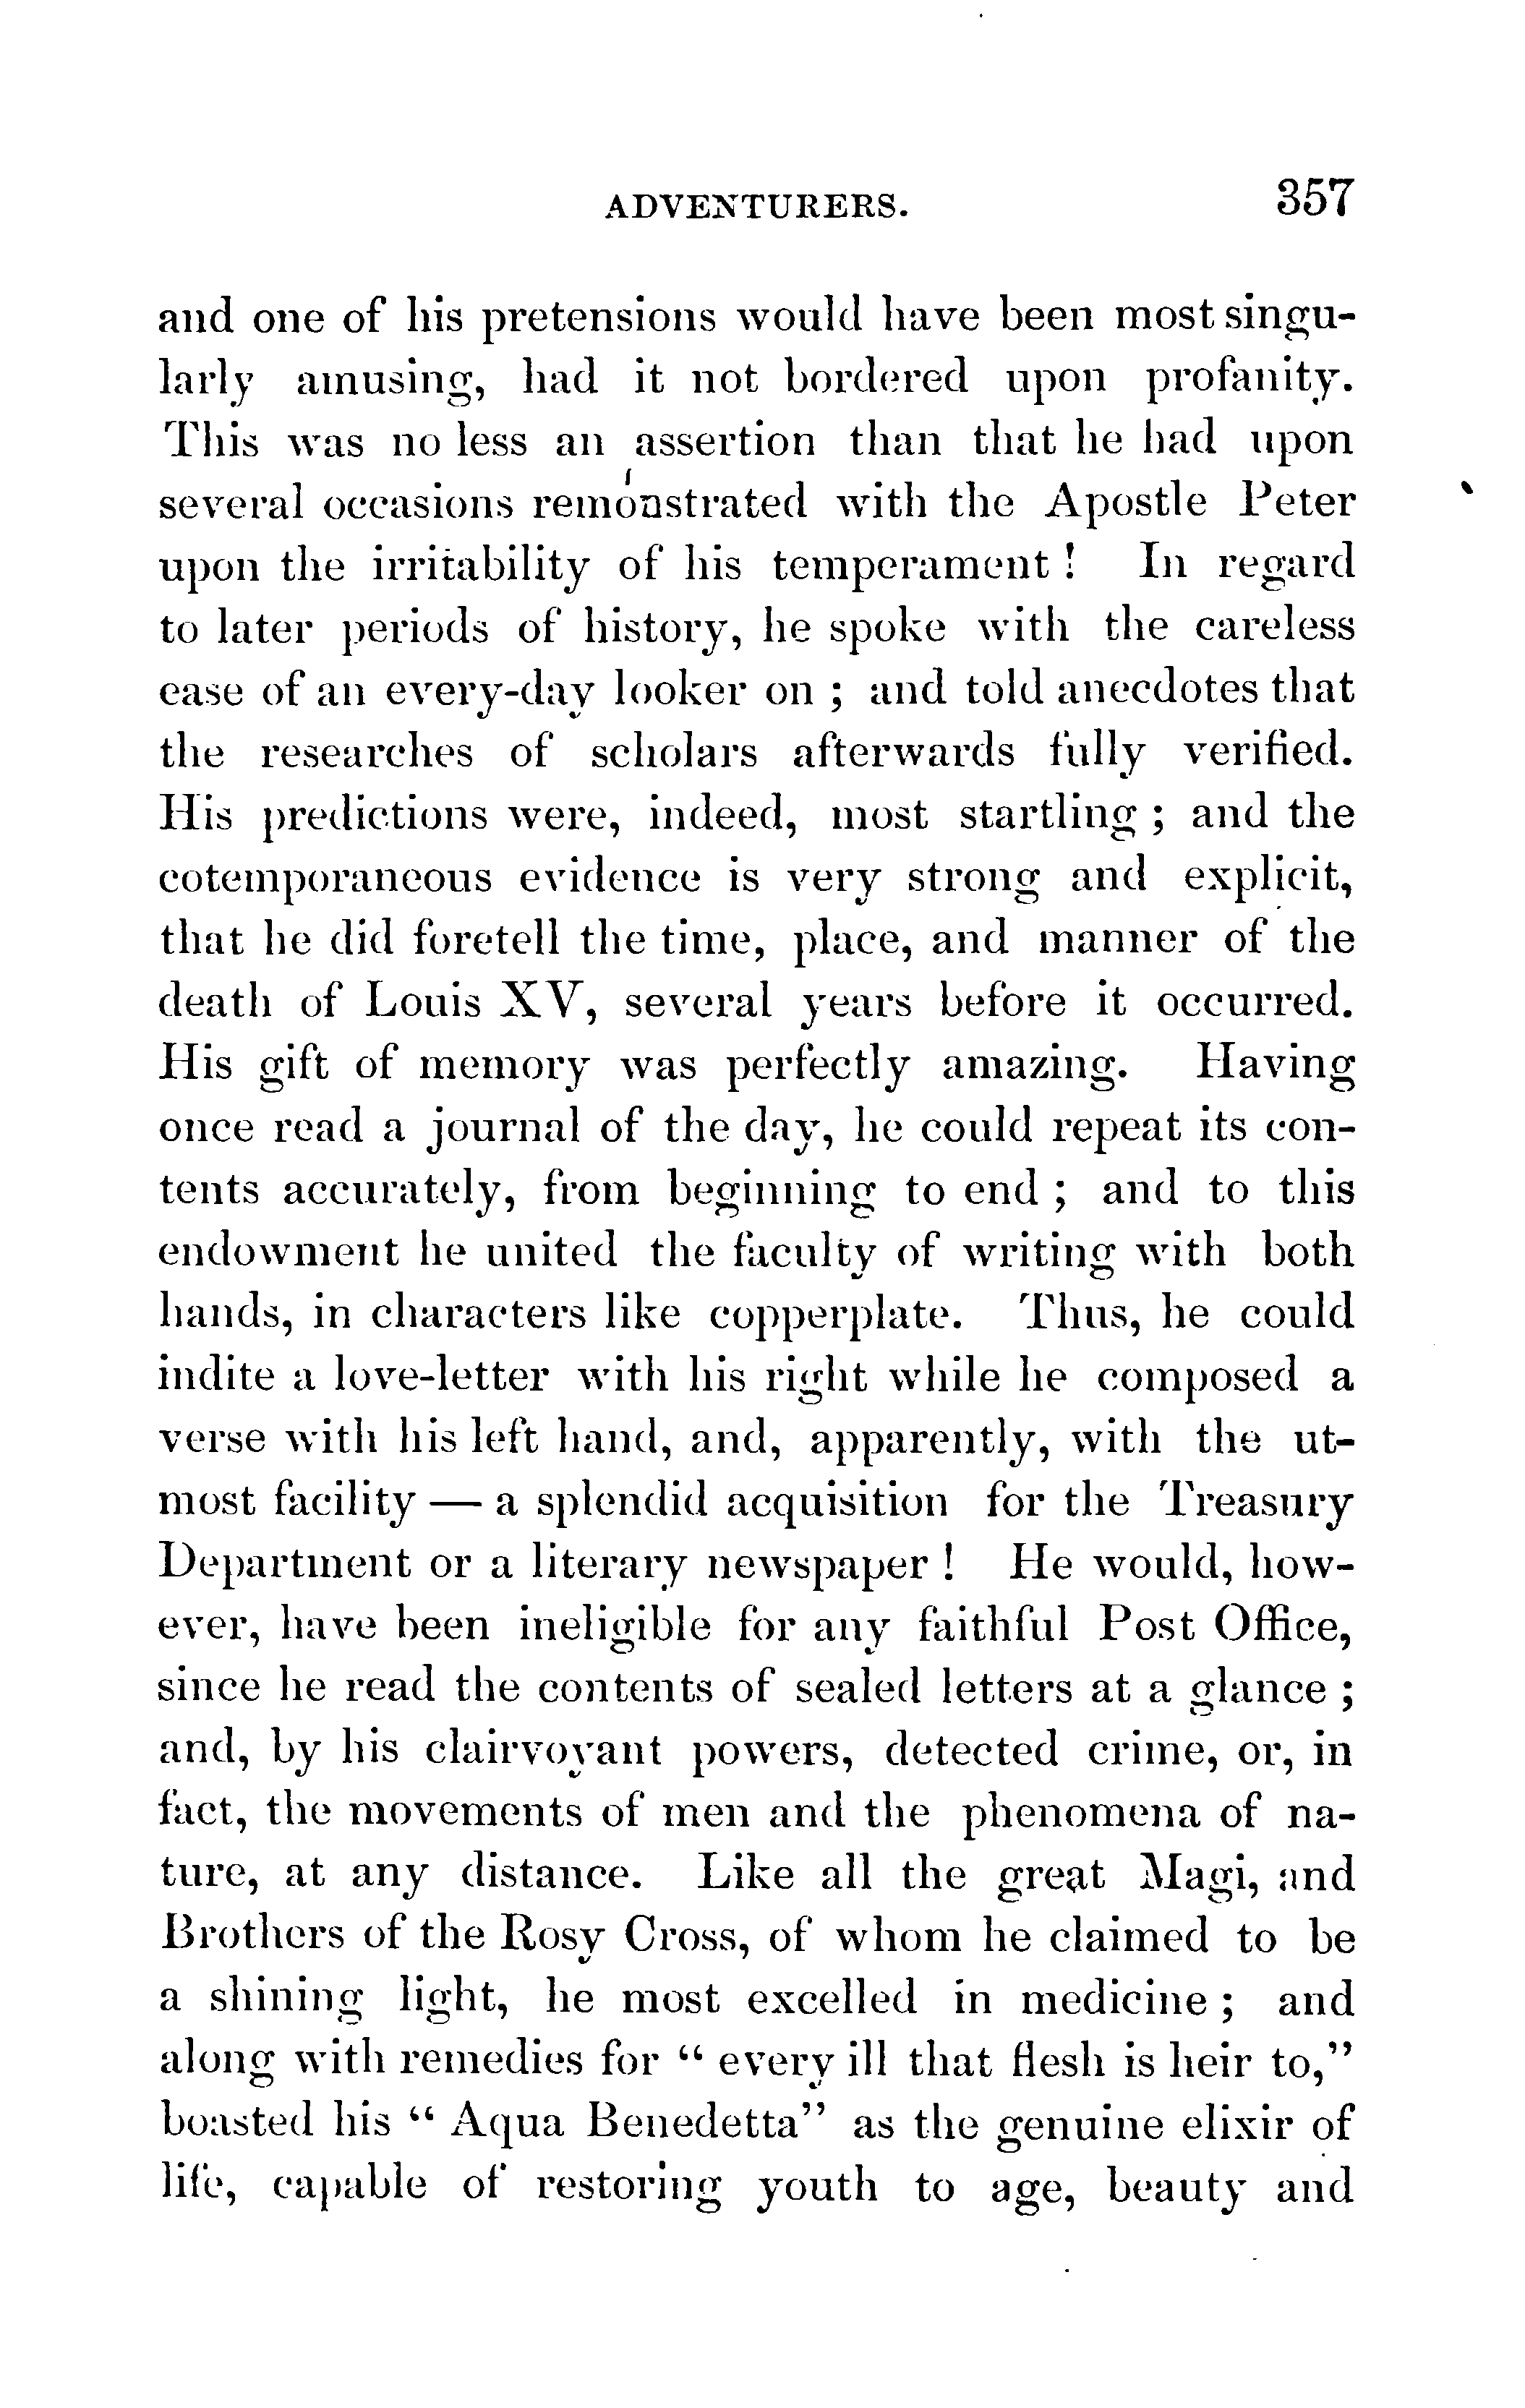 ADVENTURERS. 357
and one of his pretensions would have been most singu-
larly amusing, had it not bordered upon profanity.
This was no less an assertion than that he had upon
several occasions remonstrated with the Apostle Peter
upon the irritability of his temperament ! In regard
to later periods of history, he spoke with the careless
ease of an every-day looker on ; and told anecdotes that
the researches of scholars afterwards fully verified.
His predictions were, indeed, most startling ; and the
cotemporaneous evidence is very strong and explicit,
that he did foretell the time, place, and manner of the
death of Louis XV, several years before it occurred.
His gift of memory was perfectly amazing. Having
once read a journal of the day, he could repeat its con-
tents accurately, from beginning to end ; and to this
endowment he united the faculty of writing with both
hands, in characters like copperplate. Thus, he could
indite a love-letter with his right while he composed a
verse with his left hand, and, apparently, with the ut-
most facility — a splendid acquisition for the Treasury
Department or a literary newspaper ! He would, how-
ever, have been ineligible for any faithful Post Office,
since he read the contents of sealed letters at a glance ;
and, by his clairvoyant powers, detected crime, or, in
fact, the movements of men and the phenomena of na-
ture, at any distance. Like all the great Magi, and
Brothers of the Rosy Cross, of whom he claimed to be
a shining light, he most excelled in medicine ; and
along with remedies for “ every ill that flesh is heir to,”
boasted his “ Aqua Benedetta” as the genuine elixir of
life, capable of restoring youth to age, beauty and